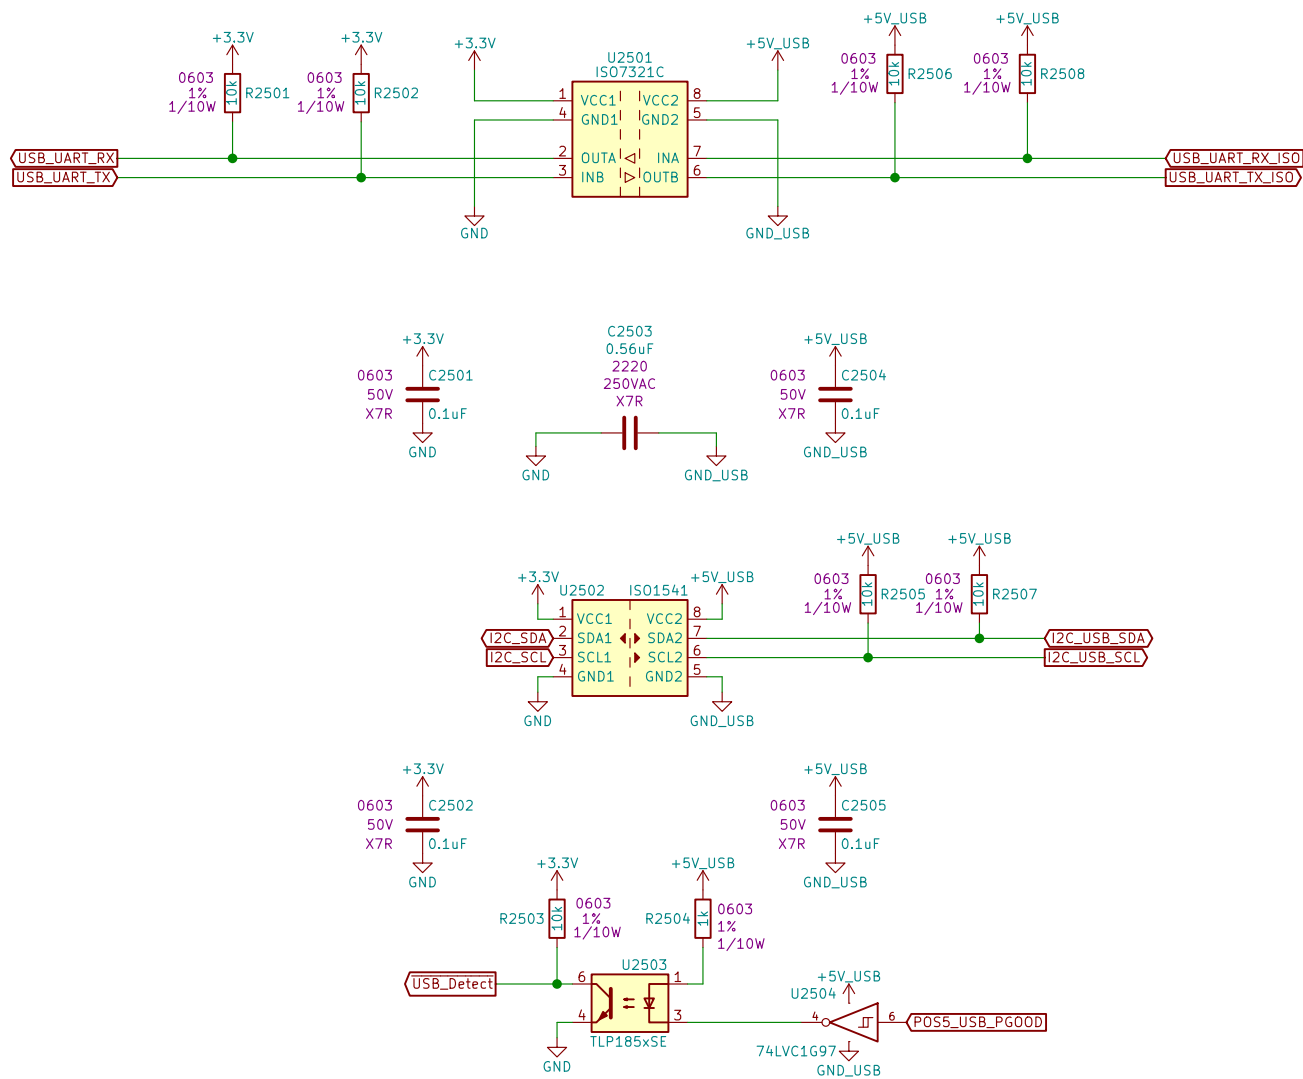 +3.3V
0603
1%
1/10W
10k
R2501
+3.3V
0603
1%
1/10W
10k
R2502
+3.3V
U2501
ISO7321C
1 VCC1 VCC2 8
4 GND1 GND2 5
2 OUTA INA 7
3 INB OUTB 6
+5V_USB
+5V_USB
0603
1%
1/10W
10k
R2506
+5V_USB
0603
1%
1/10W
10k
R2508
USB_UART_RX
USB_UART_TX
USB_UART_RX_ISO
USB_UART_TX_ISO
GND
GND_USB
+3.3V
0603
50V
X7R
C2501
0.1uF
GND
C2503
0.56uF
2220
250VAC
X7R
GND
GND_USB
+5V_USB
0603
50V
X7R
C2504
0.1uF
GND_USB
+3.3V
U2502
ISO1541
+5V_USB
1 VCC1 VCC2 8
I2C_SDA 2 SDA1 SDA2 7
I2C_SCL 3 SCL1 SCL2 6
4 GND1 GND2 5
GND
GND_USB
+5V_USB
0603
1%
1/10W
10k
R2505
+5V_USB
0603
1%
1/10W
10k
R2507
I2C_USB_SDA
I2C_USB_SCL
+3.3V
0603
50V
X7R
C2502
0.1uF
GND
+5V_USB
0603
50V
X7R
C2505
0.1uF
GND_USB
+3.3V
R2503
10k
0603
1%
1/10W
+5V_USB
R2504
1k
0603
1%
1/10W
USB_Detect
U2503
6
1
4
3
TLP185xSE
GND
+5V_USB
U2504
4
6
POS5_USB_PGOOD
74LVC1G97
GND_USB